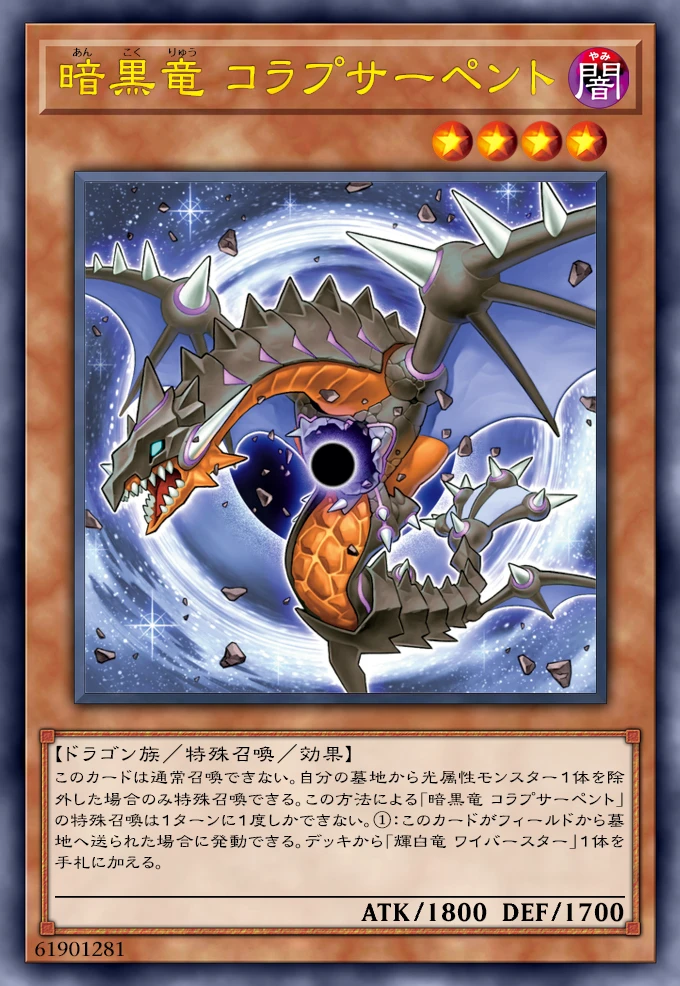 あん こく りゅう
暗黒竜 コラプサーペント
やみ
闇
【ドラゴン族／特殊召喚／効果】
このカードは通常召喚できない。自分の墓地から光属性モンスター1体を除
外した場合のみ特殊召喚できる。この方法による「暗黒竜 コラプサーペント」
の特殊召喚は1ターンに1度しかできない。①：このカードがフィールドから墓
地へ送られた場合に発動できる。デッキから「輝白竜 ワイバースター」1体を
手札に加える。
ATK/1800 DEF/1700
61901281